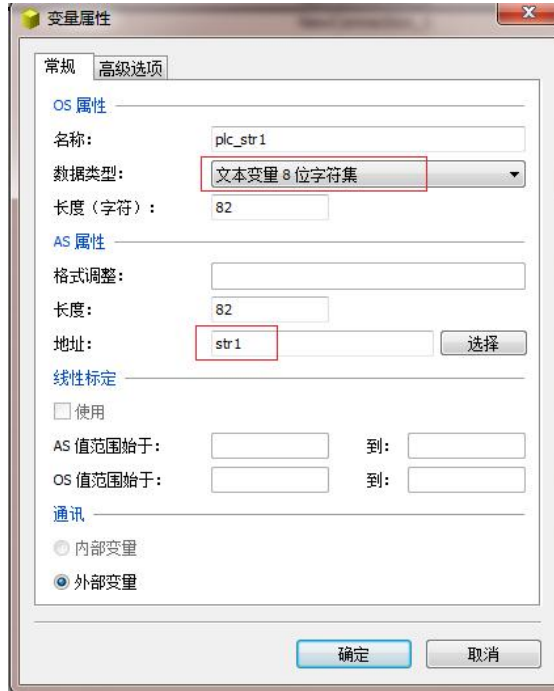 变量属性
常规 高级选项
OS 属性
名称: plc_str1
数据类型: 文本变量 8 位字符集
长度（字符）: 82
AS 属性
格式调整:
长度: 82
地址: str1 选择
线性标定
使用
AS 值范围始于: 到:
OS 值范围始于: 到:
通讯
内部变量
外部变量
确定 取消